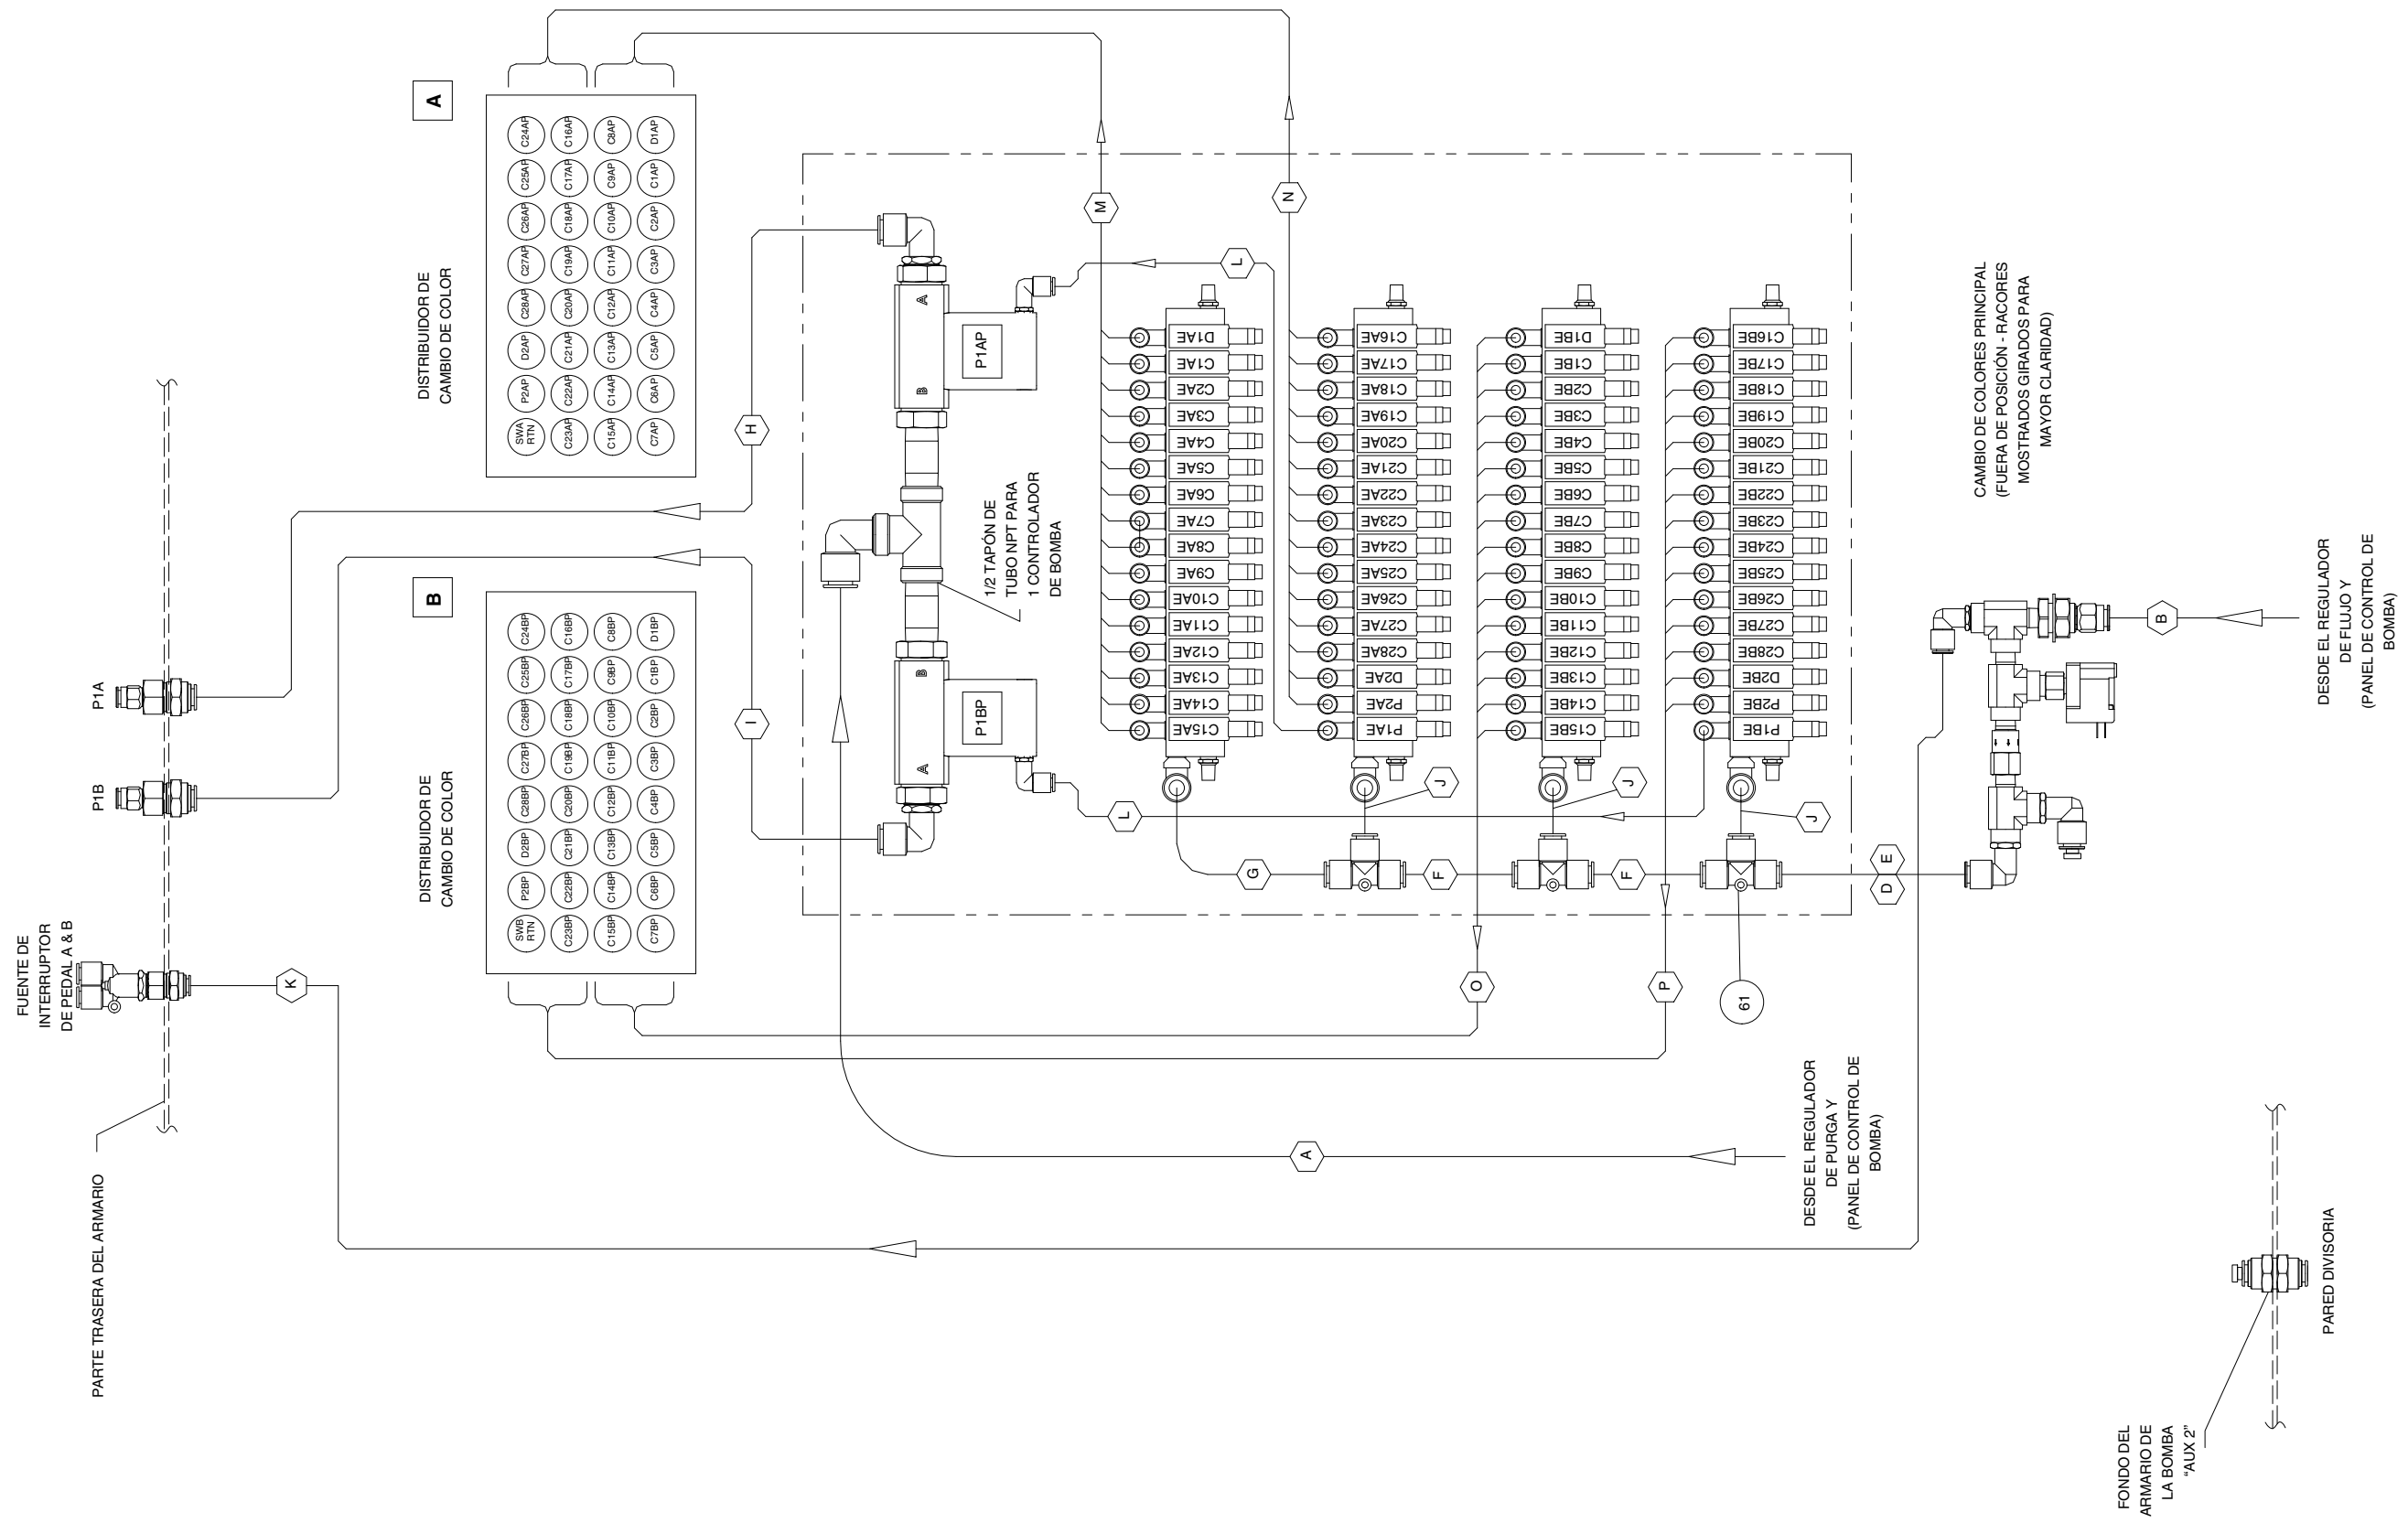 FUENTE DE
INTERRUPTOR
DE PEDAL A & B
P1B
P1A
PARTE TRASERA DEL ARMARIO
K
DISTRIBUIDOR DE
CAMBIO DE COLOR
B
SWB
RTN
P2BP
D2BP
C28BP
C27BP
C26BP
C25BP
C24BP
C23BP
C22BP
C21BP
C20BP
C19BP
C18BP
C17BP
C16BP
C15BP
C14BP
C13BP
C12BP
C11BP
C10BP
C9BP
C8BP
C7BP
C6BP
C5BP
C4BP
C3BP
C2BP
C1BP
D1BP
DISTRIBUIDOR DE
CAMBIO DE COLOR
A
SWA
RTN
P2AP
D2AP
C28AP
C27AP
C26AP
C25AP
C24AP
C23AP
C22AP
C21AP
C20AP
C19AP
C18AP
C17AP
C16AP
C15AP
C14AP
C13AP
C12AP
C11AP
C10AP
C9AP
C8AP
C7AP
C6AP
C5AP
C4AP
C3AP
C2AP
C1AP
D1AP
I
H
A
B
B
A
P1BP
P1AP
1/2 TAPÓN DE
TUBO NPT PARA
1 CONTROLADOR
DE BOMBA
L
M
L
N
C15AE
C14AE
C13AE
C12AE
C11AE
C10AE
C9AE
C8AE
C7AE
C6AE
C5AE
C4AE
C3AE
C2AE
C1AE
D1AE
P1AE
P2AE
D2AE
C28AE
C27AE
C26AE
C25AE
C24AE
C23AE
C22AE
C21AE
C20AE
C19AE
C18AE
C17AE
C16AE
C15BE
C14BE
C13BE
C12BE
C11BE
C10BE
C9BE
C8BE
C7BE
C6BE
C5BE
C4BE
C3BE
C2BE
C1BE
D1BE
P1BE
P2BE
D2BE
C28BE
C27BE
C26BE
C25BE
C24BE
C23BE
C22BE
C21BE
C20BE
C19BE
C18BE
C17BE
C16BE
G
F
F
J
J
J
A
O
P
61
D
E
DESDE EL REGULADOR
DE PURGA Y
(PANEL DE CONTROL DE
BOMBA)
CAMBIO DE COLORES PRINCIPAL
(FUERA DE POSICIÓN - RACORES
MOSTRADOS GIRADOS PARA
MAYOR CLARIDAD)
B
DESDE EL REGULADOR
DE FLUJO Y
(PANEL DE CONTROL DE
BOMBA)
FONDO DEL
ARMARIO DE
LA BOMBA
“AUX 2”
PARED DIVISORIA